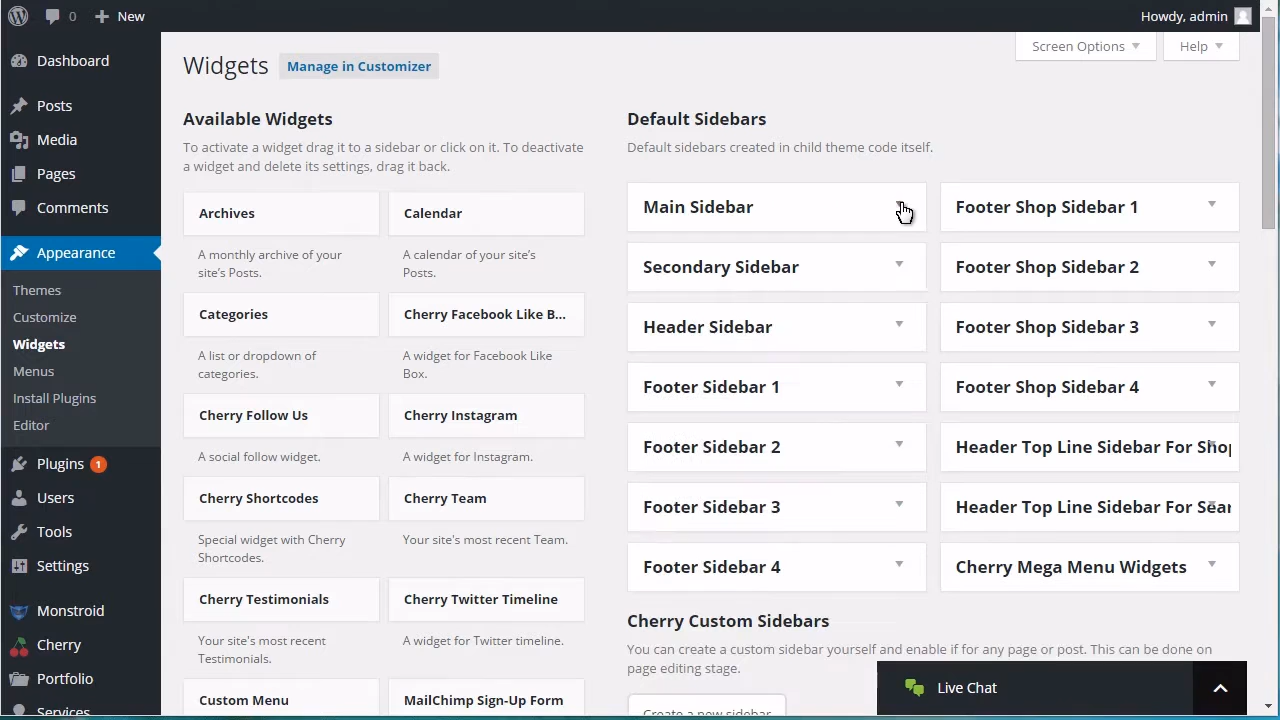 0
New
Howdy, admin
Dashboard
Posts
Media
Pages
Comments
Appearance
Themes
Customize
Widgets
Menus
Install Plugins
Editor
Plugins 1
Users
Tools
Settings
Monstroid
Cherry
Portfolio
Services
Screen Options
Help
Widgets
Manage in Customizer
Available Widgets
To activate a widget drag it to a sidebar or click on it. To deactivate
a widget and delete its settings, drag it back.
Archives
A monthly archive of your
site's Posts.
Calendar
A calendar of your site's
Posts.
Categories
A list or dropdown of
categories.
Cherry Facebook Like B...
A widget for Facebook Like
Box.
Cherry Follow Us
A social follow widget.
Cherry Instagram
A widget for Instagram.
Cherry Shortcodes
Special widget with Cherry
Shortcodes.
Cherry Team
Your site's most recent Team.
Cherry Testimonials
Your site's most recent
Testimonials.
Cherry Twitter Timeline
A widget for Twitter timeline.
Custom Menu
MailChimp Sign-Up Form
Default Sidebars
Default sidebars created in child theme code itself.
Main Sidebar
Secondary Sidebar
Header Sidebar
Footer Sidebar 1
Footer Sidebar 2
Footer Sidebar 3
Footer Sidebar 4
Footer Shop Sidebar 1
Footer Shop Sidebar 2
Footer Shop Sidebar 3
Footer Shop Sidebar 4
Header Top Line Sidebar For Shop
Header Top Line Sidebar For Sear
Cherry Mega Menu Widgets
Cherry Custom Sidebars
You can create a custom sidebar yourself and enable if for any page or post. This can be done on
page editing stage.
Create a new sidebar
Live Chat